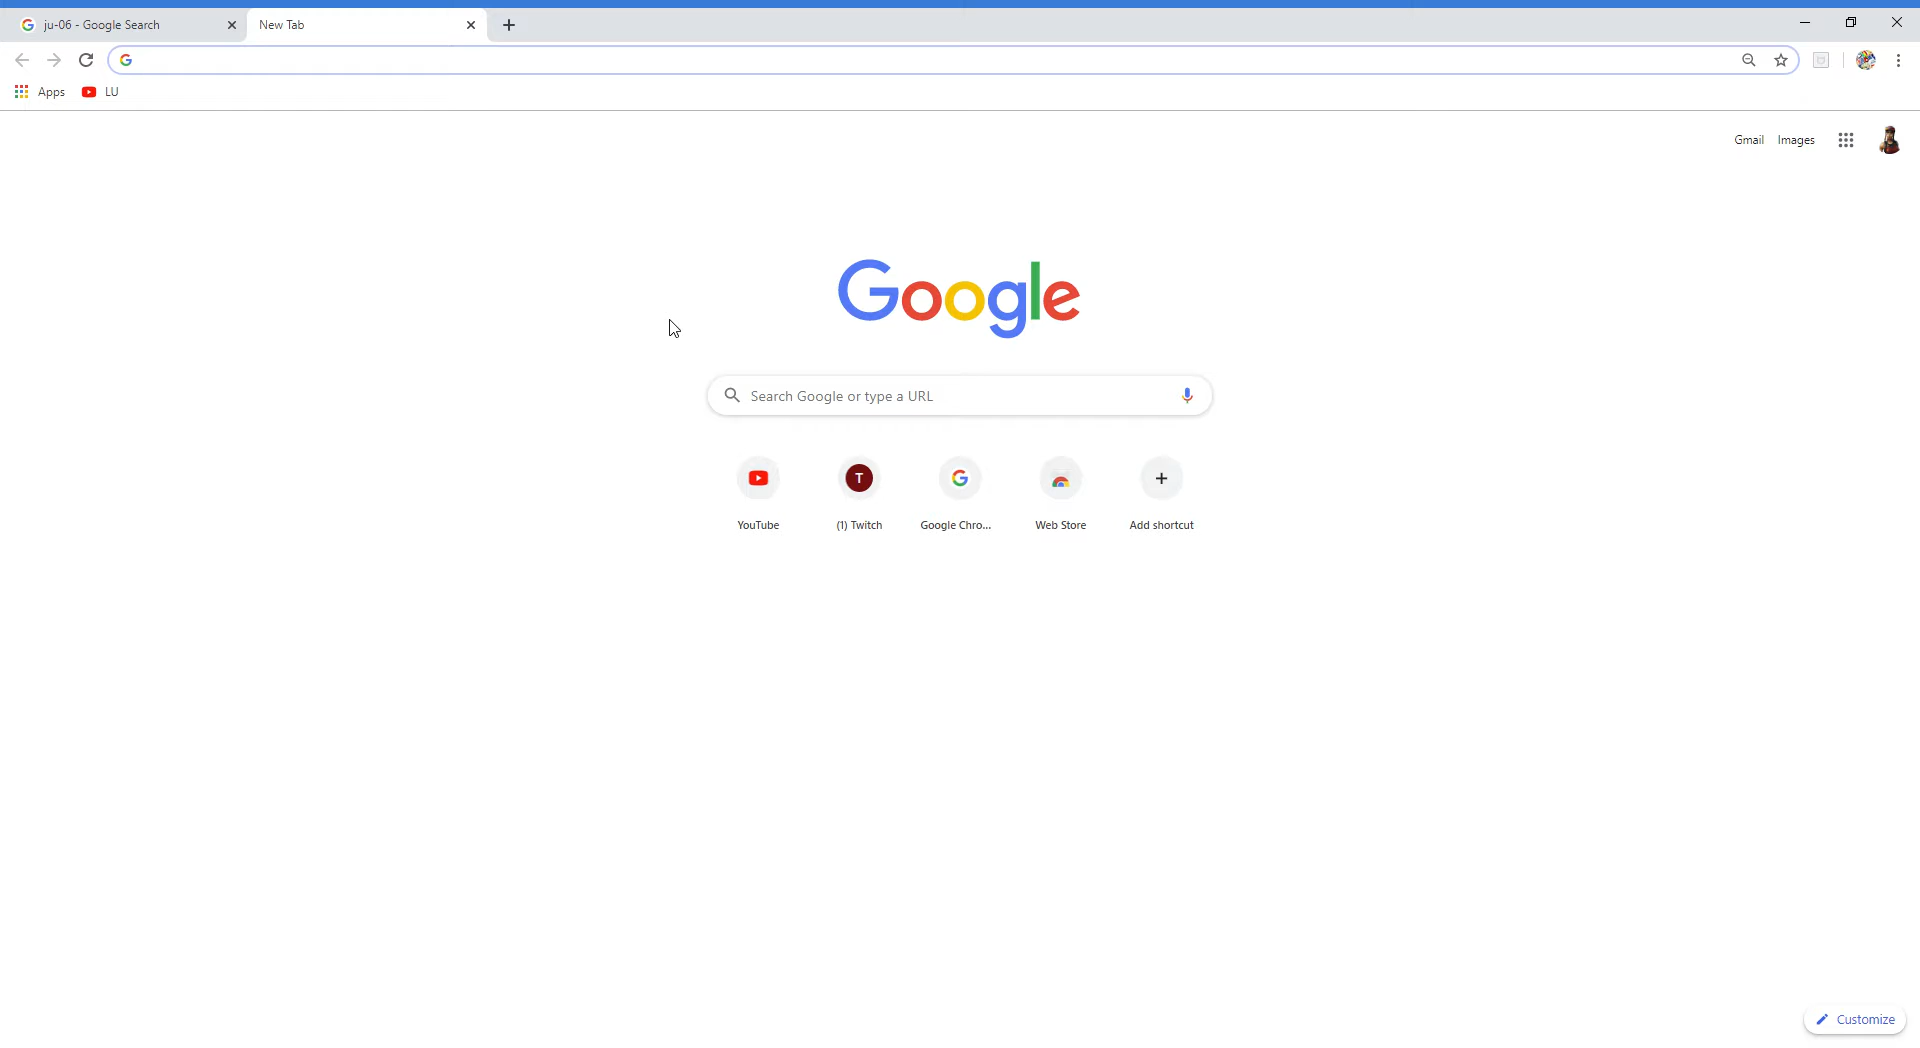 ju-06 - Google Search
New Tab
Apps
LU
Gmail
Images
Google
Search Google or type a URL
T
YouTube
(1) Twitch
Google Chro...
Web Store
Add shortcut
Customize